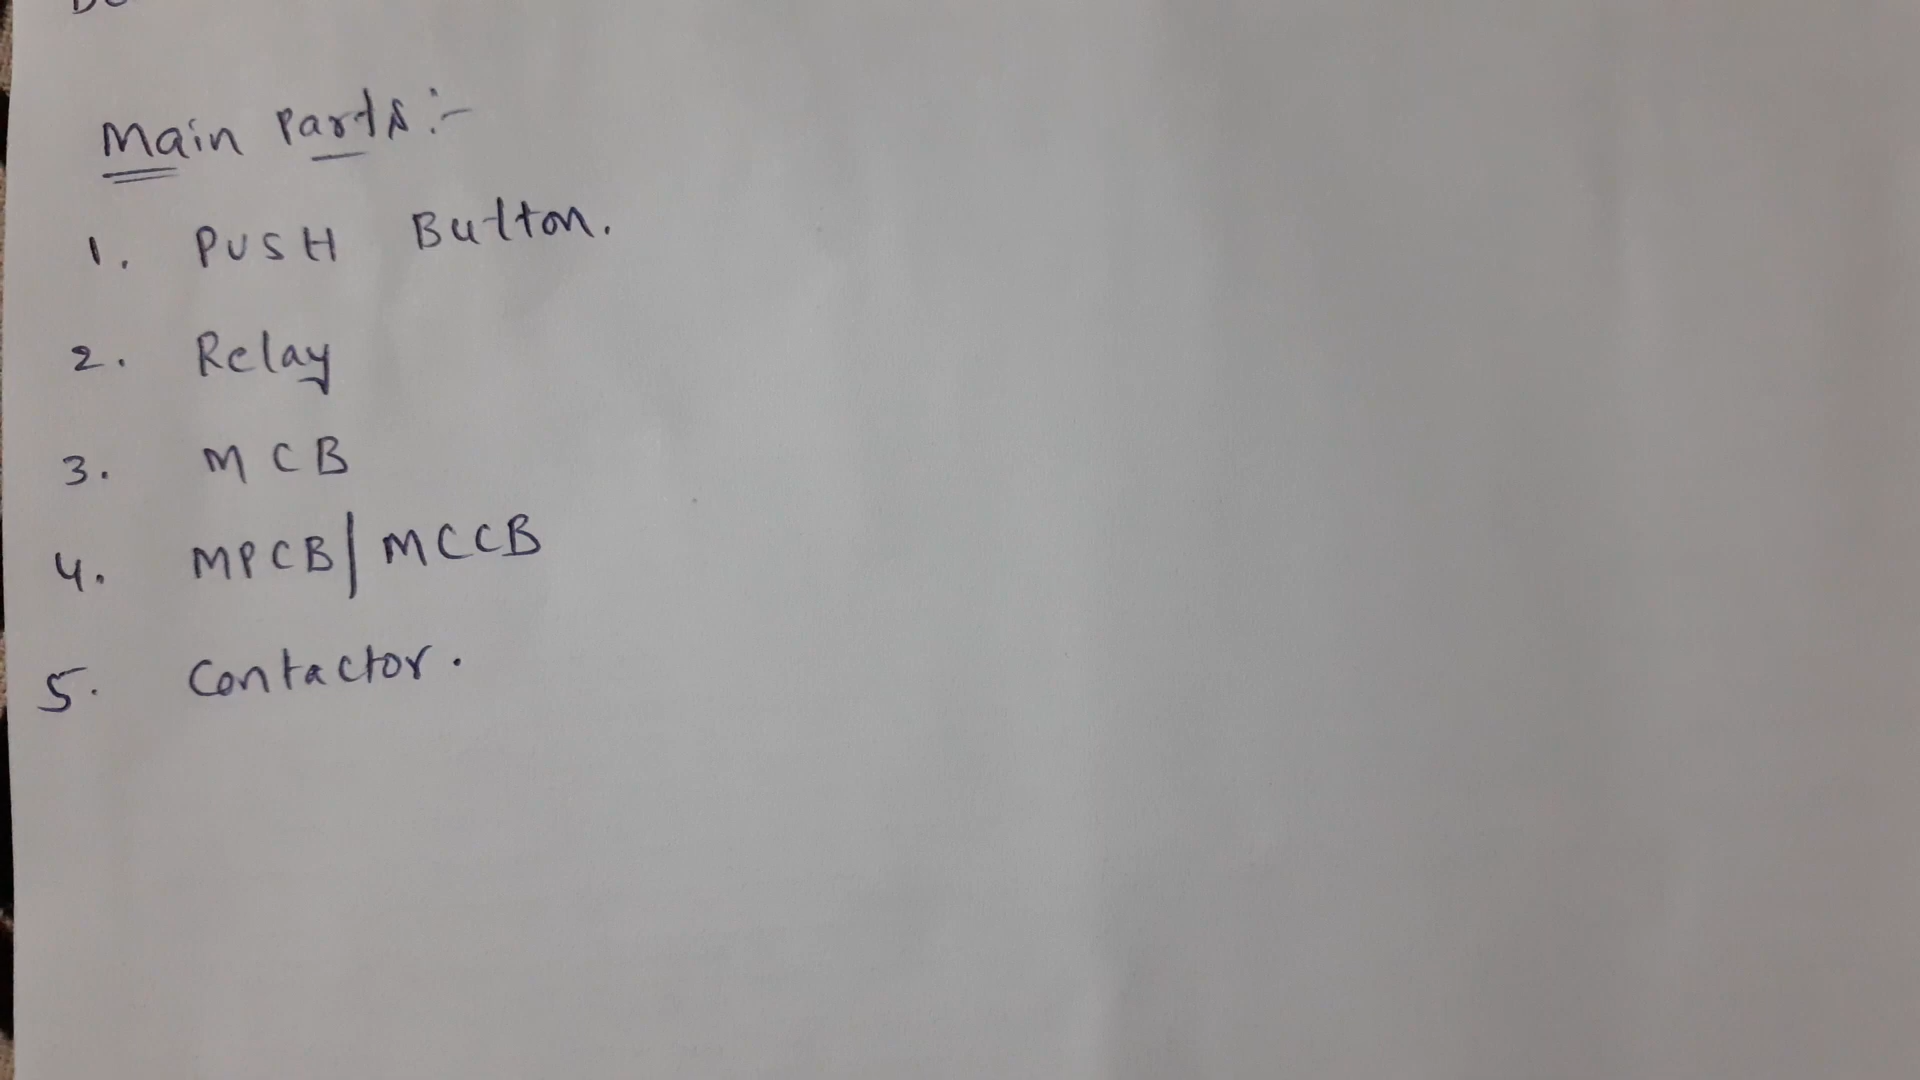 Main Parts :-
1. PUSH Button.
2. Relay
3. MCB
4. MPCB/MCCB
5. Contactor.